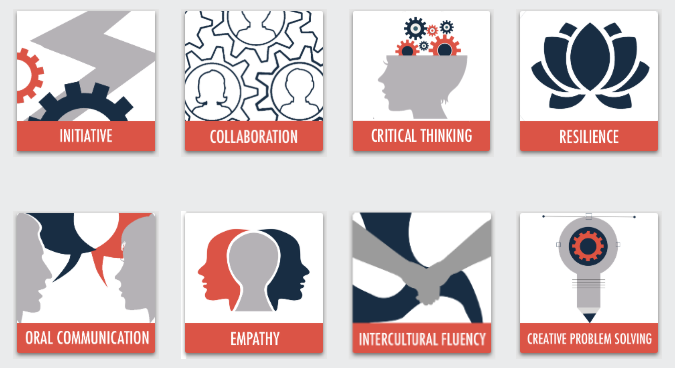 INITIATIVE
COLLABORATION
CRITICAL THINKING
RESILIENCE
ORAL COMMUNICATION
EMPATHY
INTERCULTURAL FLUENCY
CREATIVE PROBLEM SOLVING